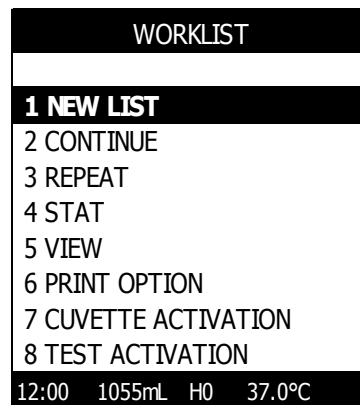 WORKLIST
1 NEW LIST
2 CONTINUE
3 REPEAT
4 STAT
5 VIEW
6 PRINT OPTION
7 CUVETTE ACTIVATION
8 TEST ACTIVATION
12:00 1055mL H0 37.0°C